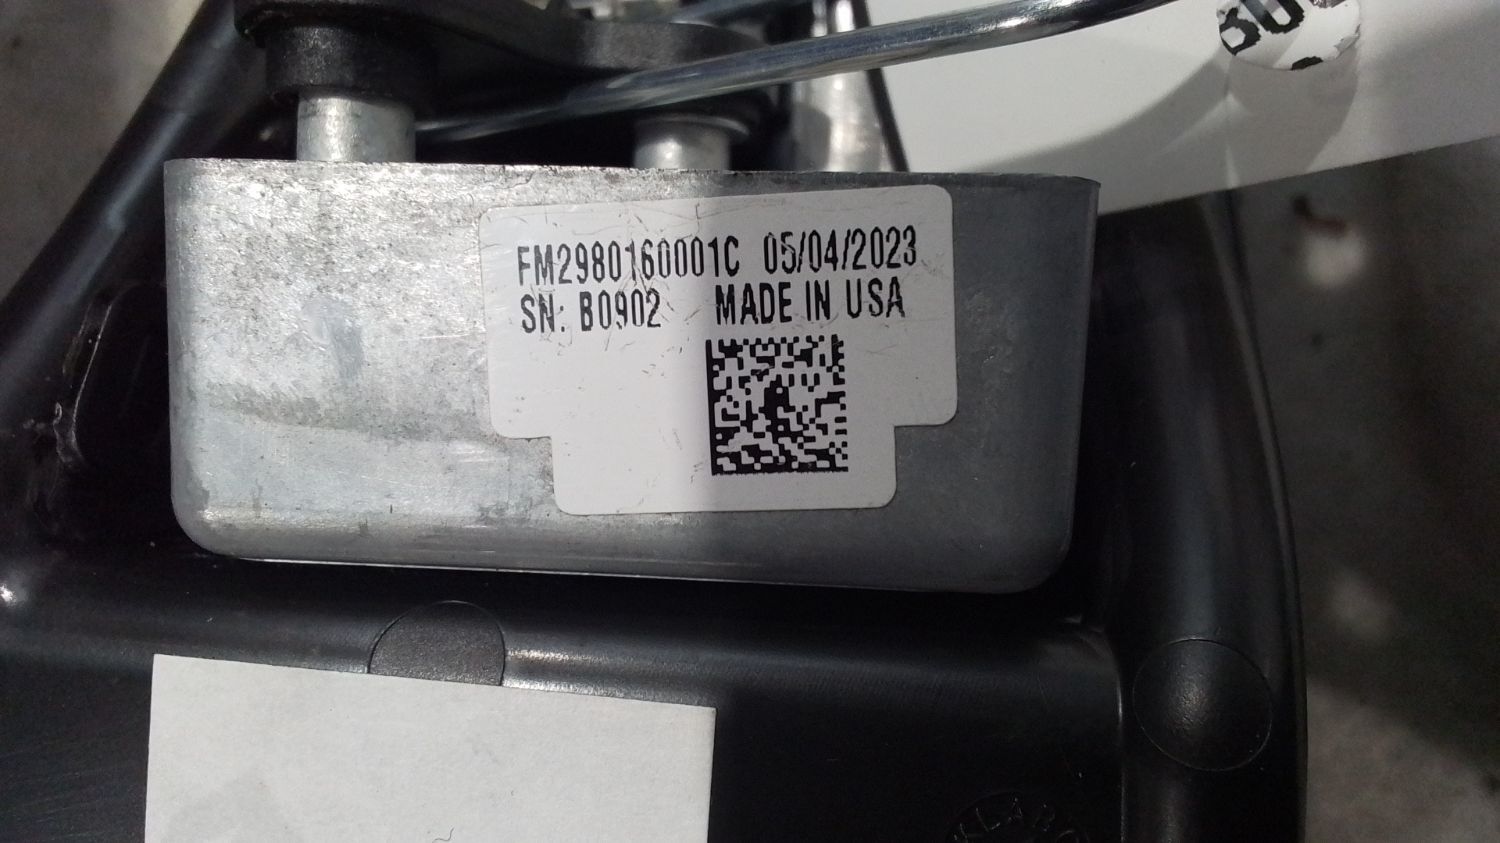 FM2980160001C 05/04/2023
SN: B0902 MADE IN USA